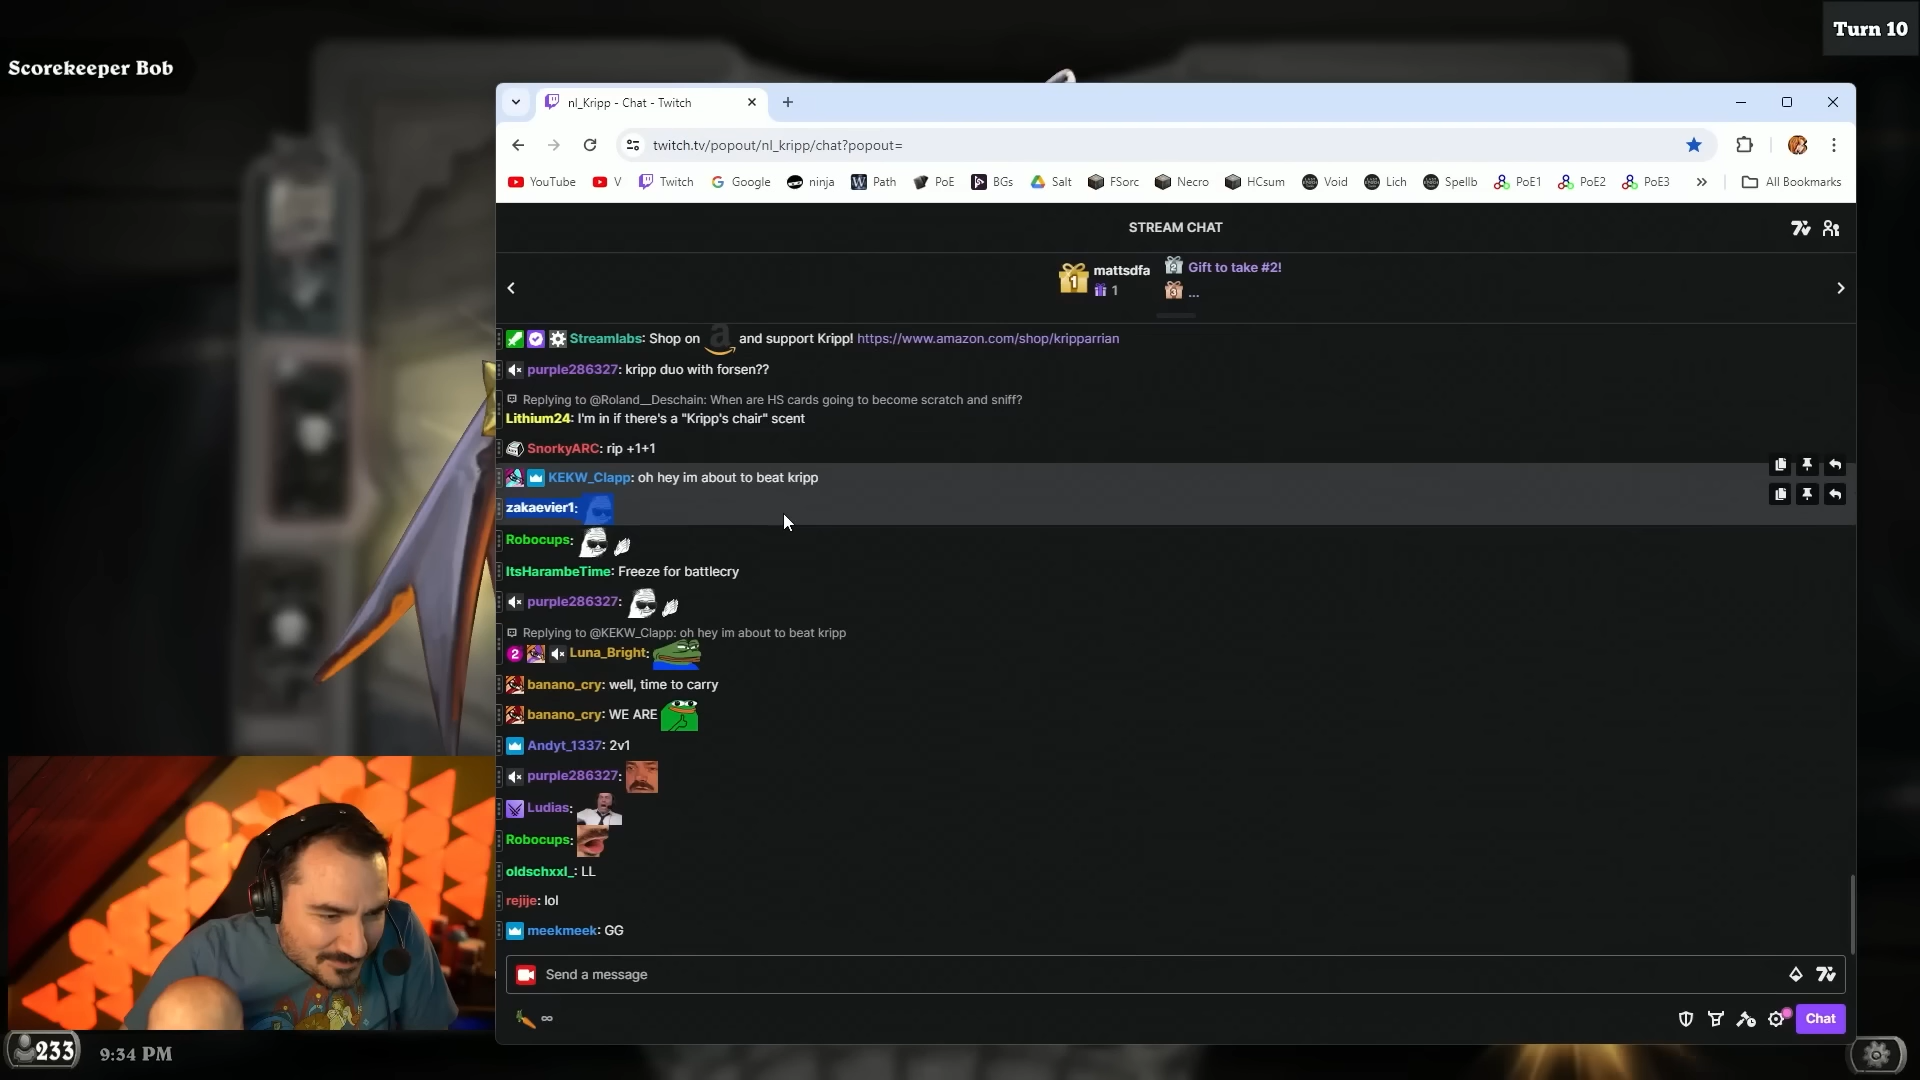 Turn 10
Scorekeeper Bob
nl_Kripp - Chat - Twitch
twitch.tv/popout/nl_kripp/chat?popout=
YouTube V Twitch Google ninja Path PoE BGs Salt FSorc Necro HCsum Void Lich Spellb PoE1 PoE2 PoE3 » All Bookmarks
STREAM CHAT
1 mattsdfa 2 Gift to take #2!
1 3 ...
Streamlabs: Shop on a and support Kripp! https://www.amazon.com/shop/kripparrian
purple286327: kripp duo with forsen??
Replying to @Roland__Deschain: When are HS cards going to become scratch and sniff?
Lithium24: I'm in if there's a "Kripp's chair" scent
SnorkyARC: rip +1+1
KEKW_Clapp: oh hey im about to beat kripp
zakaevier1:
Robocups:
ItsHarambeTime: Freeze for battlecry
purple286327:
Replying to @KEKW_Clapp: oh hey im about to beat kripp
2 Luna_Bright:
banano_cry: well, time to carry
banano_cry: WE ARE
Andyt_1337: 2v1
purple286327:
Ludias:
Robocups:
oldschxxl_: LL
rejije: lol
meekmeek: GG
Send a message
∞ Chat
233 9:34 PM